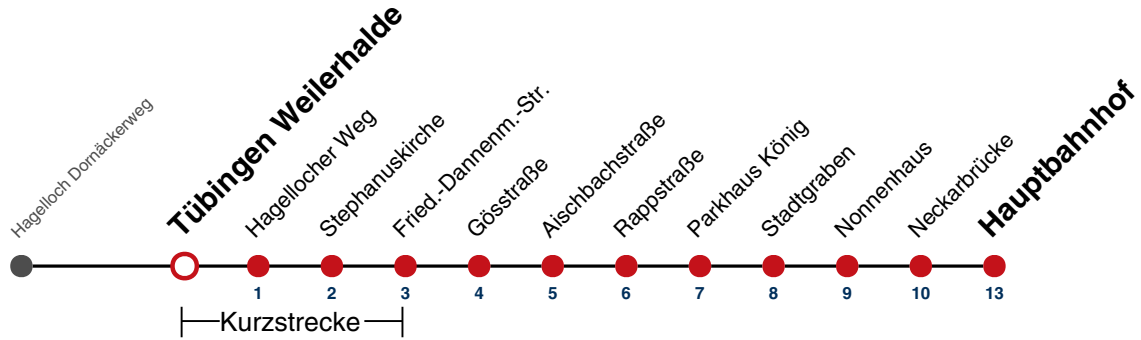 Hagelloch Dornäckerweg
Tübingen Weilerhalde
Hagellocher Weg
Stephanuskirche
Fried.-Dannenm.-Str.
Gösstraße
Aischbachstraße
Rappstraße
Parkhaus König
Stadtgraben
Nonnenhaus
Neckarbrücke
Hauptbahnhof
1 2 3 4 5 6 7 8 9 10 13
Kurzstrecke